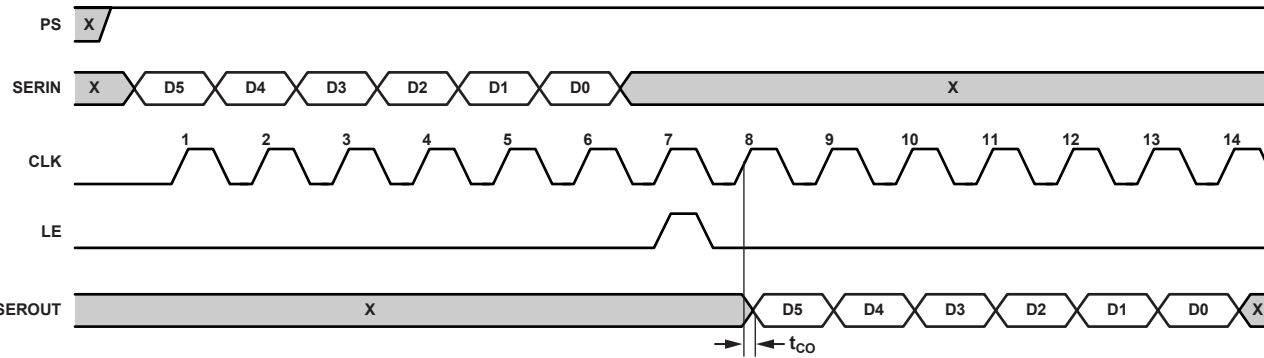 PS X
SERIN X D5 D4 D3 D2 D1 D0 X
1 2 3 4 5 6 7 8 9 10 11 12 13 14
CLK
LE
SEROUT X D5 D4 D3 D2 D1 D0 X
tCO